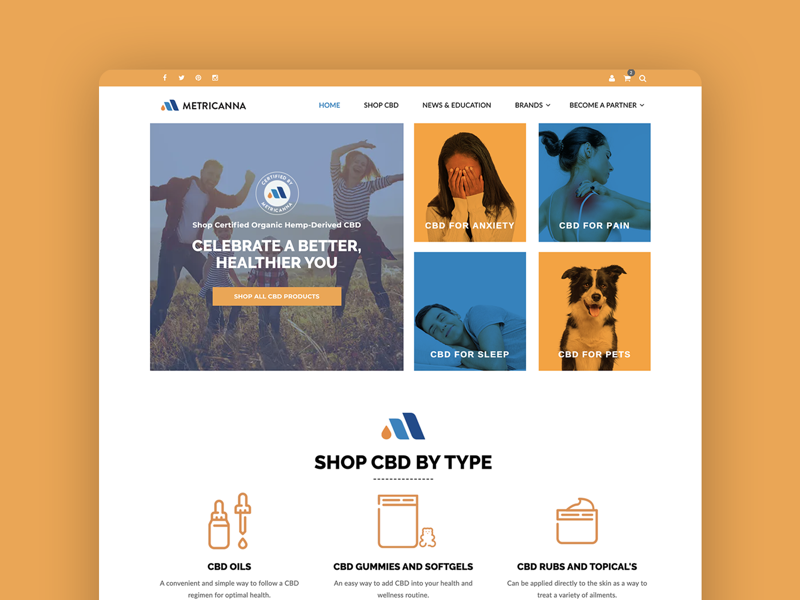 METRICANNA
HOME
SHOP CBD
NEWS & EDUCATION
BRANDS
BECOME A PARTNER
CERTIFIED BY
METRICANNA
Shop Certified Organic Hemp-Derived CBD
CELEBRATE A BETTER,
HEALTHIER YOU
SHOP ALL CBD PRODUCTS
CBD FOR ANXIETY
CBD FOR PAIN
CBD FOR SLEEP
CBD FOR PETS
SHOP CBD BY TYPE
CBD OILS
A convenient and simple way to follow a CBD
regimen for optimal health.
CBD GUMMIES AND SOFTGELS
An easy way to add CBD into your health and
wellness routine.
CBD RUBS AND TOPICAL'S
Can be applied directly to the skin as a way to
treat a variety of ailments.